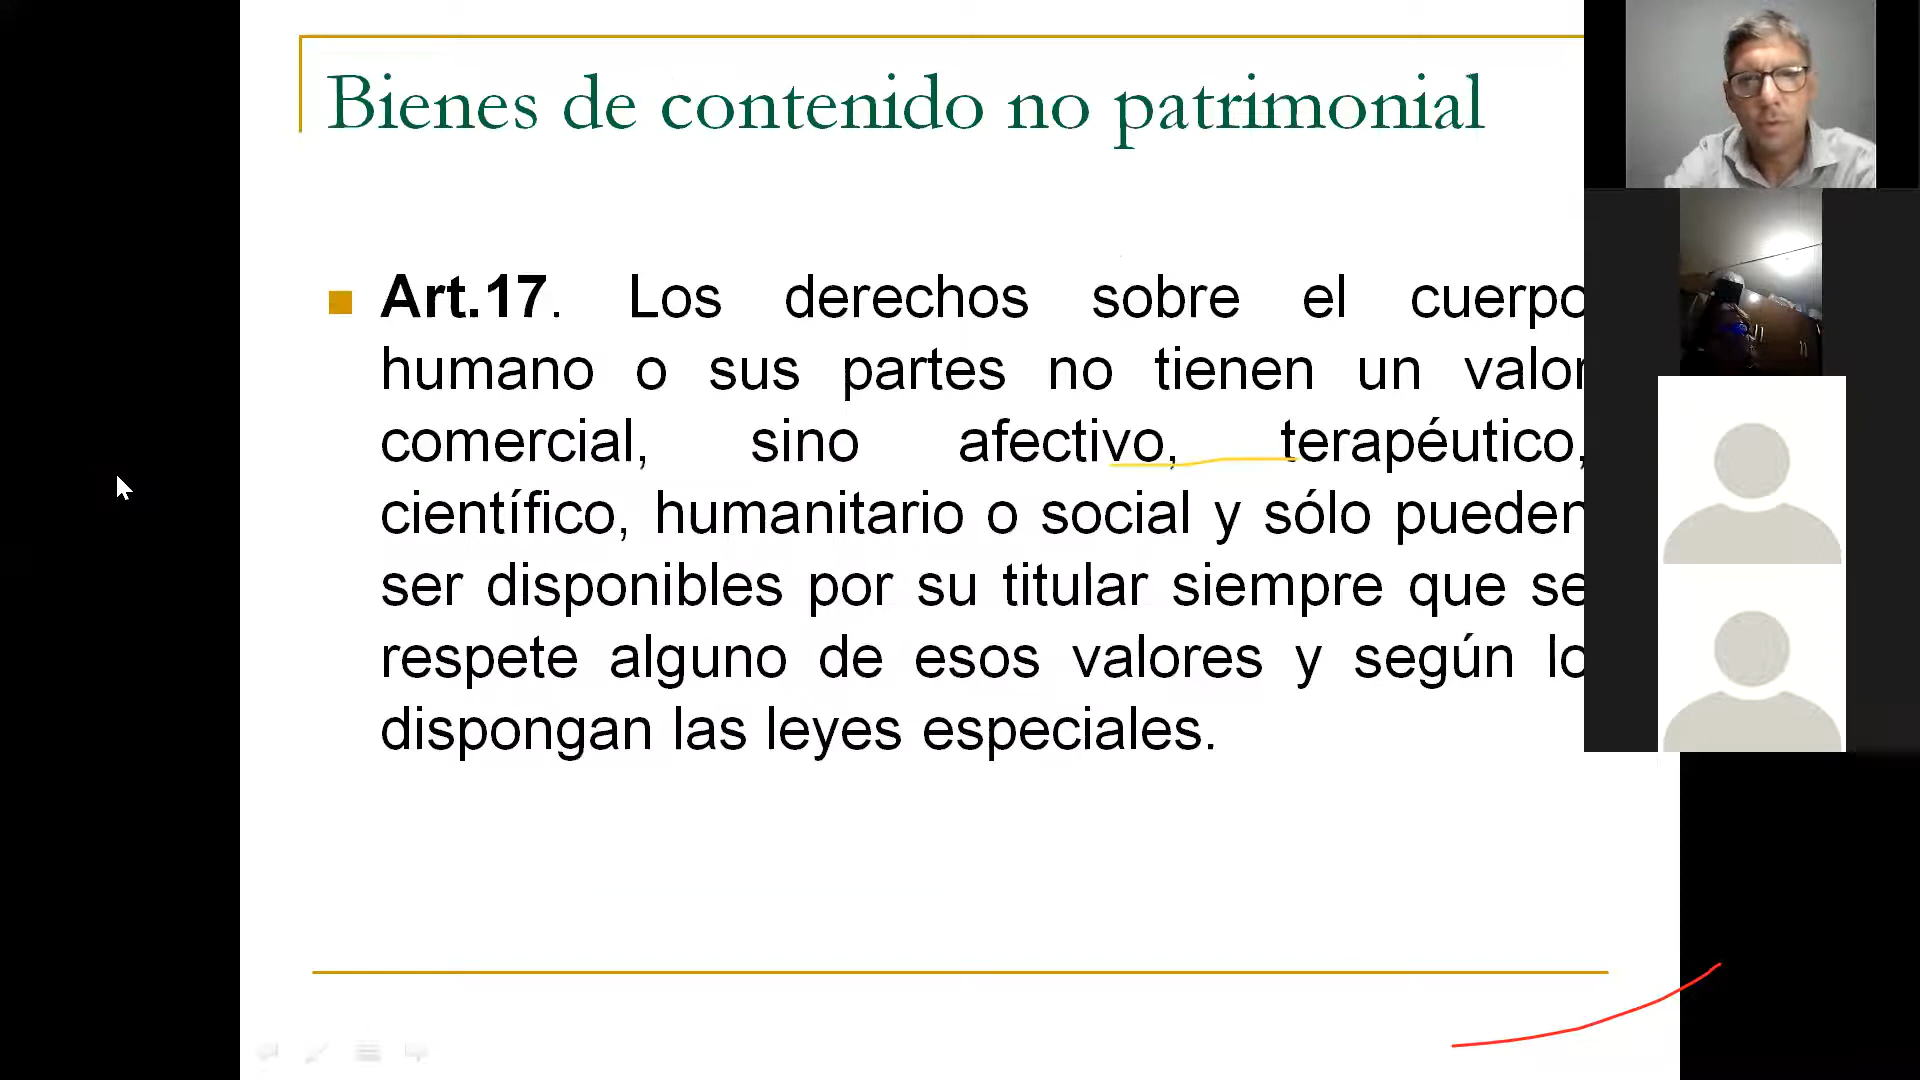 Bienes de contenido no patrimonial
Art.17. Los derechos sobre el cuerpo
humano o sus partes no tienen un valor
comercial, sino afectivo, terapéutico,
científico, humanitario o social y sólo pueden
ser disponibles por su titular siempre que se
respete alguno de esos valores y según lo
dispongan las leyes especiales.